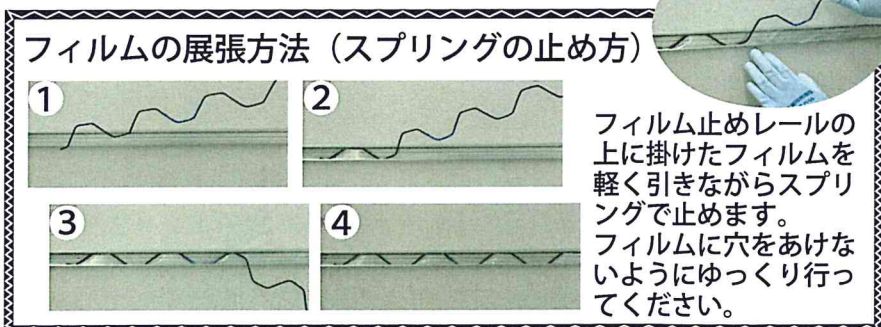 フィルムの展張方法（スプリングの止め方）
1
2
3
4
フィルム止めレールの
上に掛けたフィルムを
軽く引きながらスプリ
ングで止めます。
フィルムに穴をあけな
いようにゆっくり行っ
てください。